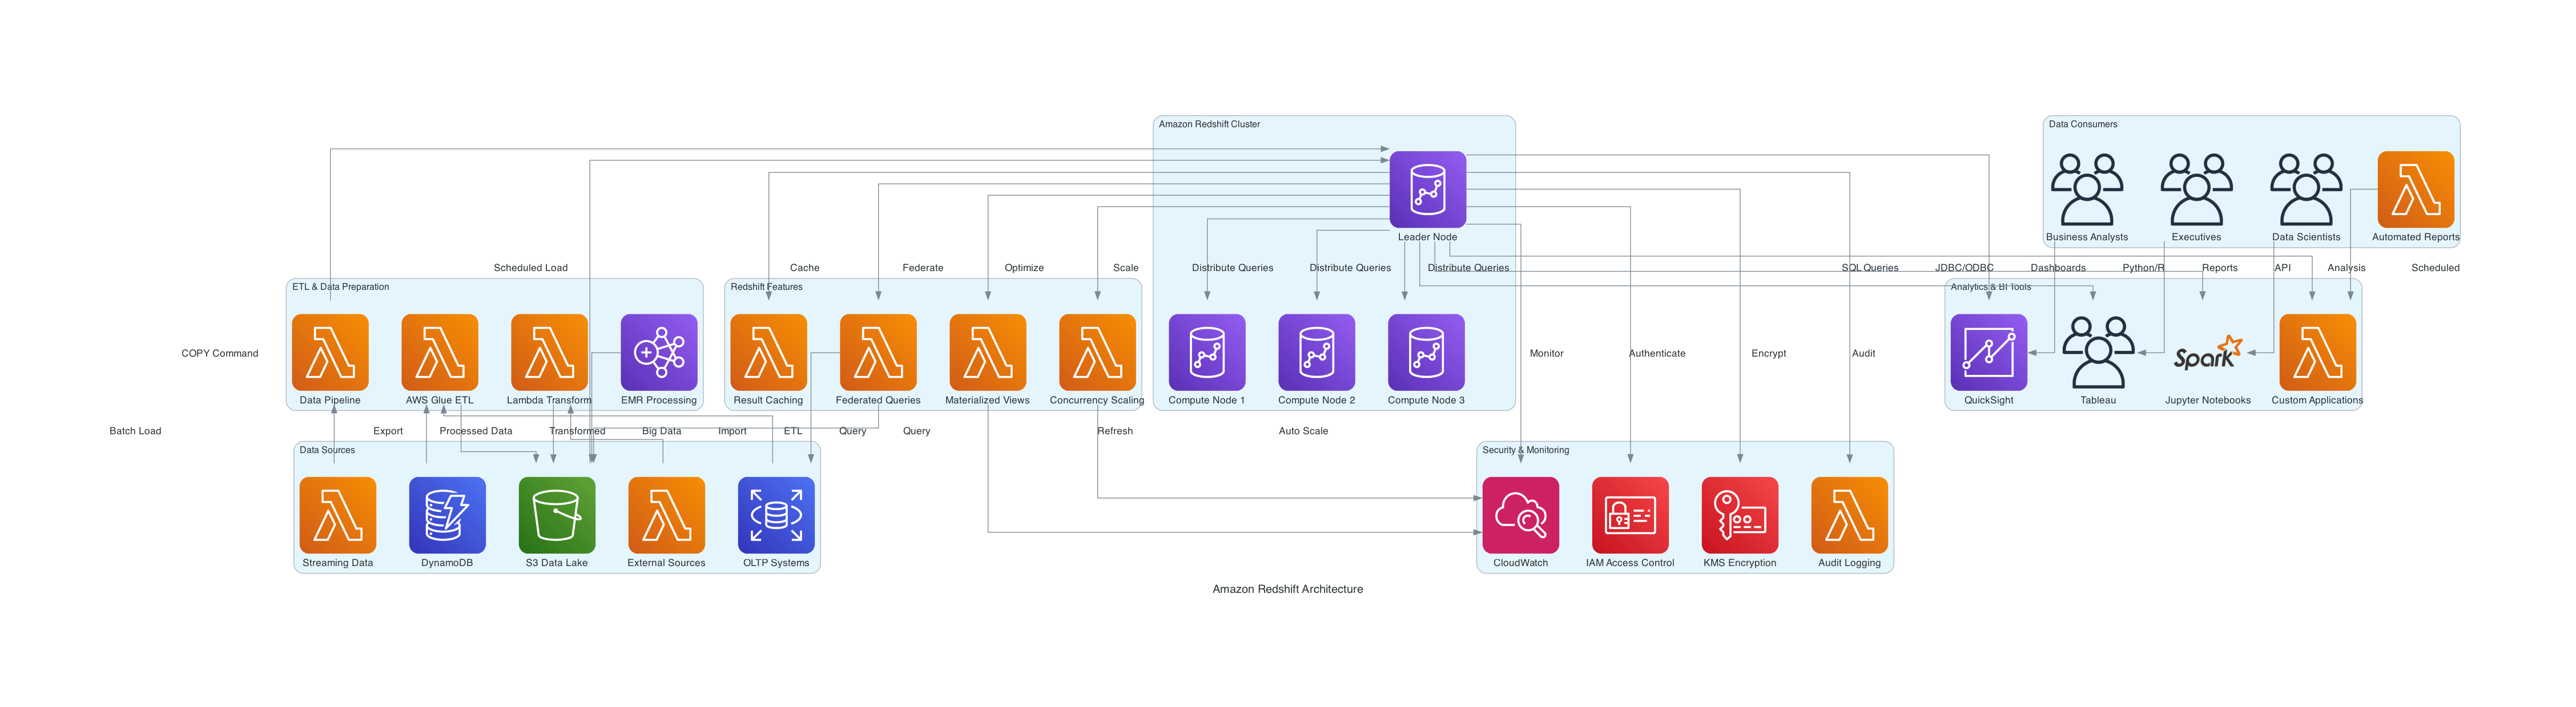 Amazon Redshift Cluster
Data Consumers
Leader Node
Business Analysts
Executives
Data Scientists
Automated Reports
Scheduled Load
Cache
Federate
Optimize
Scale
Distribute Queries
Distribute Queries
Distribute Queries
SQL Queries
JDBC/ODBC
Dashboards
Python/R
Reports
API
Analysis
Scheduled
ETL & Data Preparation
Redshift Features
Analytics & BI Tools
COPY Command
Monitor
Authenticate
Encrypt
Audit
Spark
Data Pipeline
AWS Glue ETL
Lambda Transform
EMR Processing
Result Caching
Federated Queries
Materialized Views
Concurrency Scaling
Compute Node 1
Compute Node 2
Compute Node 3
QuickSight
Tableau
Jupyter Notebooks
Custom Applications
Batch Load
Export
Processed Data
Transformed
Big Data
Import
ETL
Query
Query
Refresh
Auto Scale
Data Sources
Security & Monitoring
Streaming Data
DynamoDB
S3 Data Lake
External Sources
OLTP Systems
CloudWatch
IAM Access Control
KMS Encryption
Audit Logging
Amazon Redshift Architecture